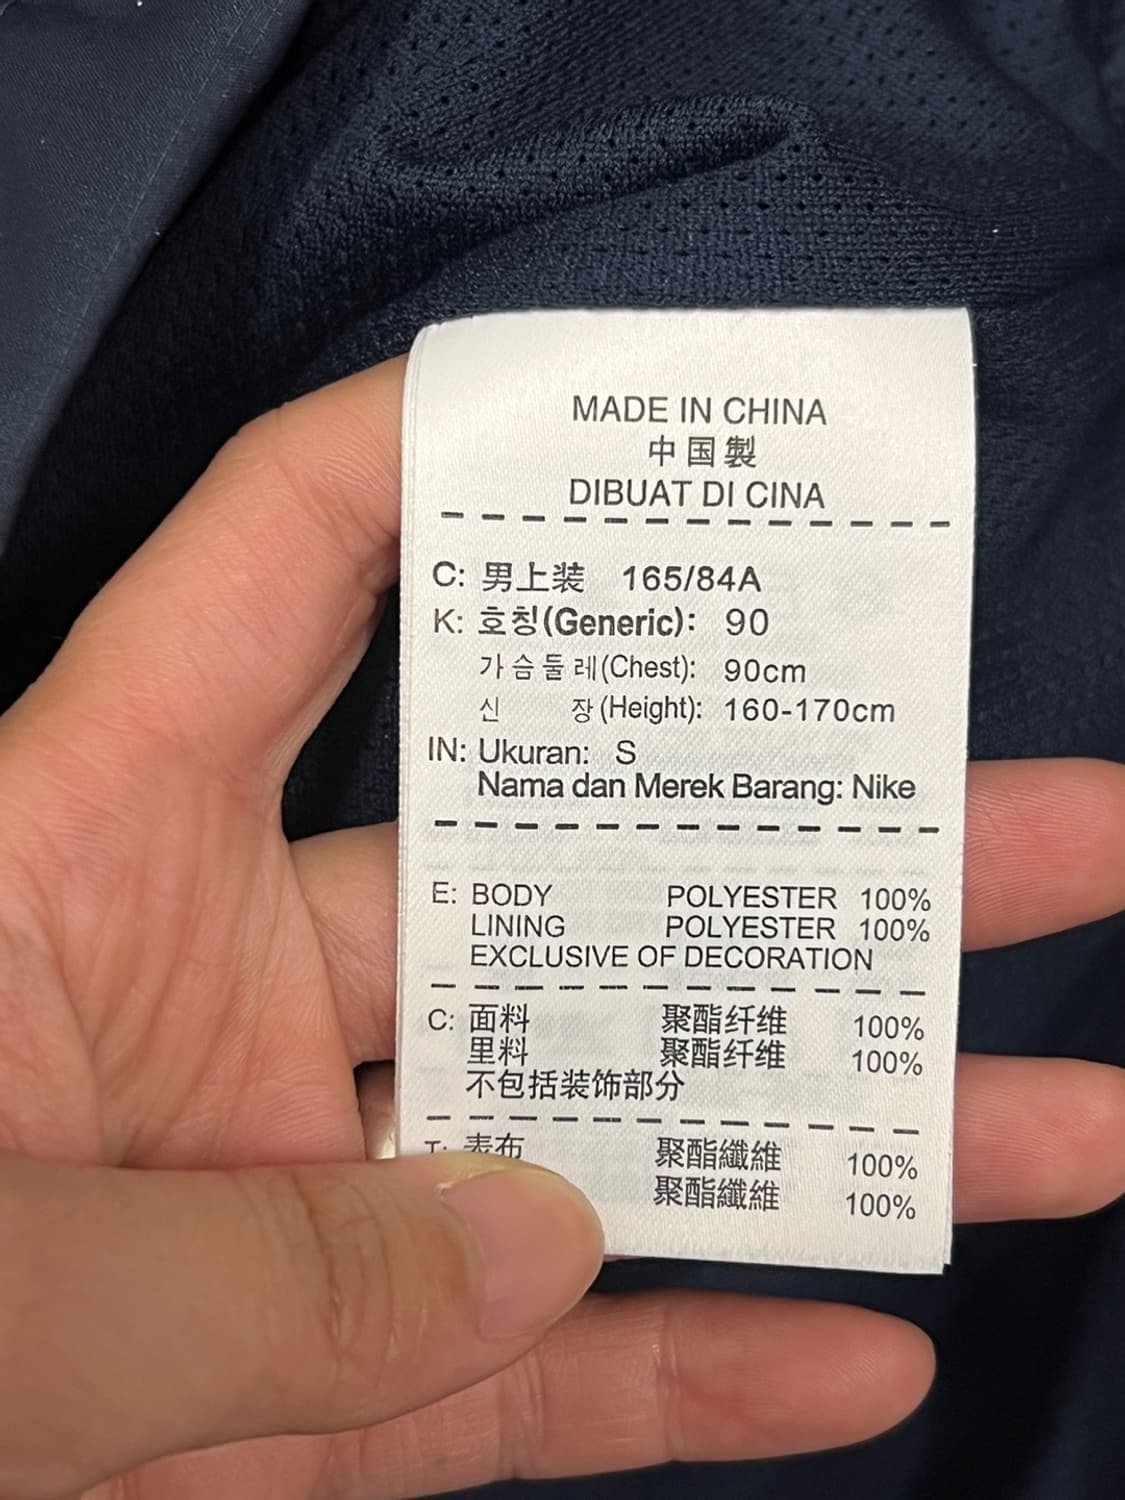 MADE IN CHINA
中国製
DIBUAT DI CINA
C: 男上装 165/84A
K: 호칭(Generic): 90
가슴둘레(Chest): 90cm
신 장(Height): 160-170cm
IN: Ukuran: S
Nama dan Merek Barang: Nike
E: BODY POLYESTER 100%
LINING POLYESTER 100%
EXCLUSIVE OF DECORATION
C: 面料 聚酯纤维 100%
里料 聚酯纤维 100%
不包括装饰部分
T: 表布 聚酯纖維 100%
聚酯纖維 100%